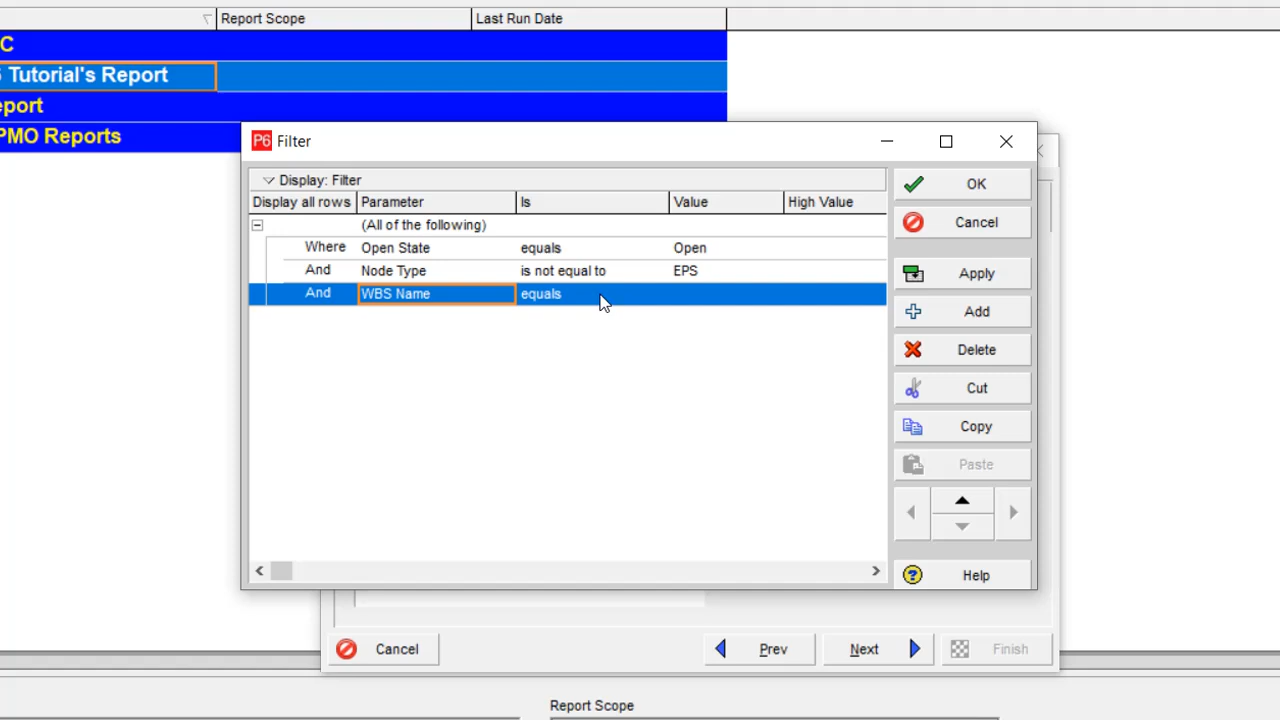 Report Scope Last Run Date
C
Tutorial's Report
eport
PMO Reports
P6 Filter
Display: Filter
Display all rows Parameter Is Value High Value
(All of the following)
Where Open State equals Open
And Node Type is not equal to EPS
And WBS Name equals
OK
Cancel
Apply
Add
Delete
Cut
Copy
Paste
Help
Cancel Prev Next Finish
Report Scope